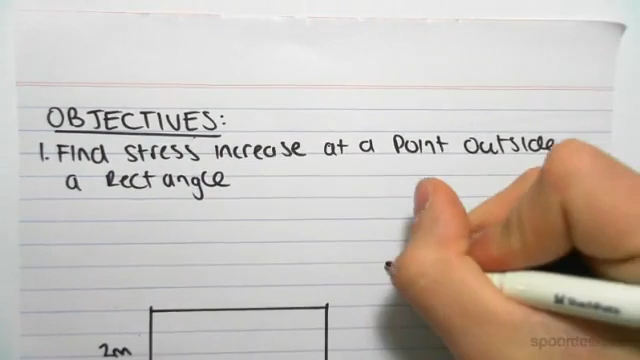 OBJECTIVES:
1. Find stress increase at a point outside
a Rectangle
2m